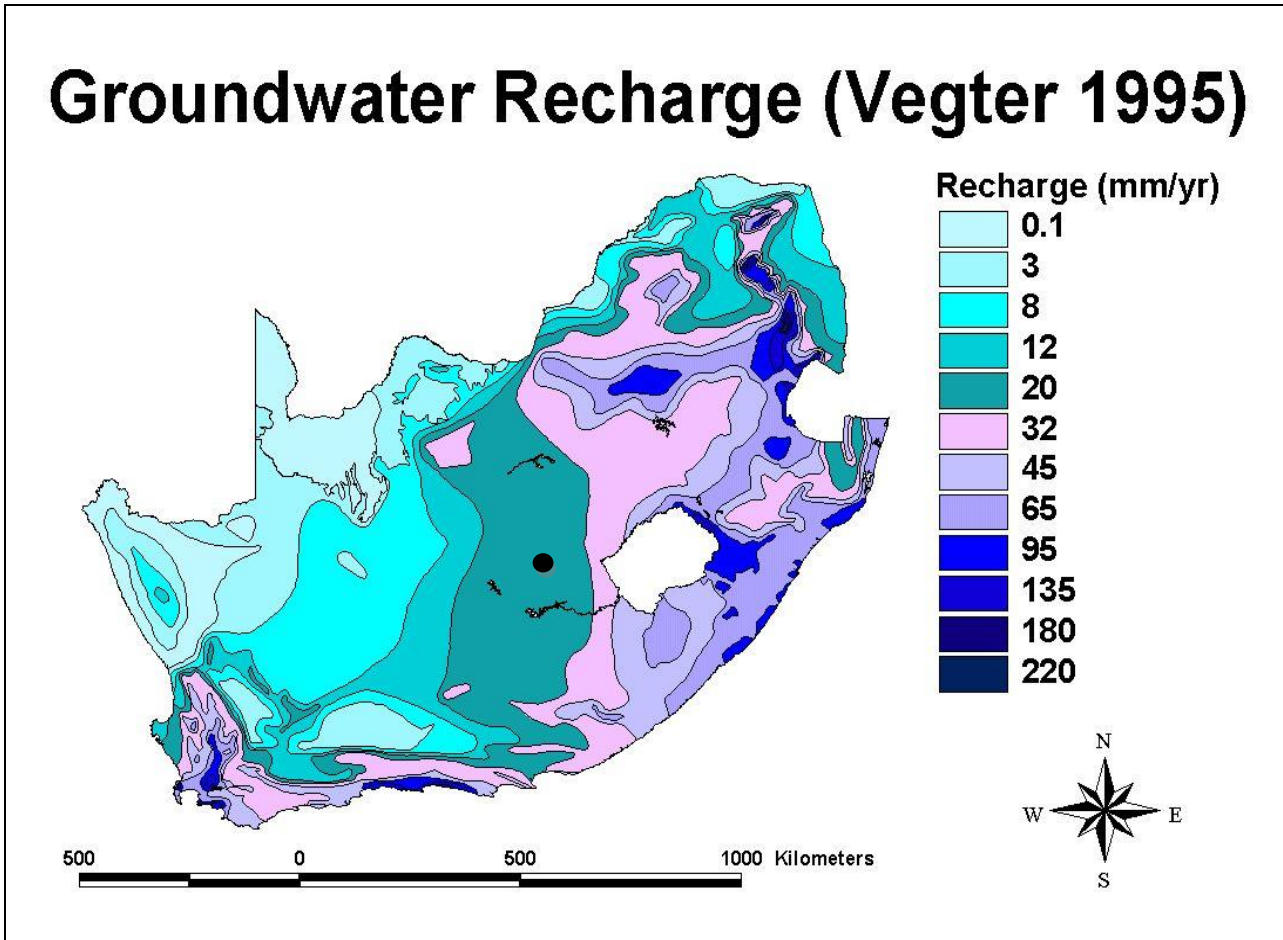 Groundwater Recharge (Vegter 1995)
Recharge (mm/yr)
0.1
3
8
12
20
32
45
65
95
135
180
220
N
W E
S
500 0 500 1000 Kilometers